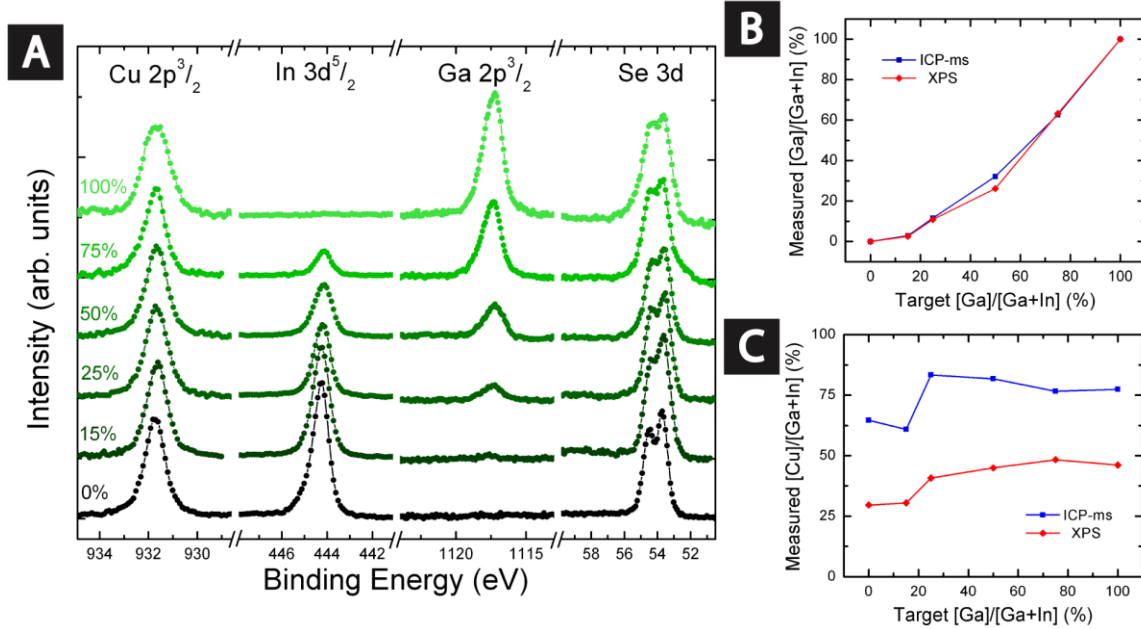 A
Cu 2p³/₂ In 3d⁵/₂ Ga 2p³/₂ Se 3d
100%
75%
50%
25%
15%
0%
Intensity (arb. units)
934 932 930 446 444 442 1120 1115 58 56 54 52
Binding Energy (eV)
B
100
80
60
40
20
0
Measured [Ga]/[Ga+In] (%)
ICP-ms
XPS
0 20 40 60 80 100
Target [Ga]/[Ga+In] (%)
C
100
75
50
25
0
Measured [Cu]/[Ga+In] (%)
ICP-ms
XPS
0 20 40 60 80 100
Target [Ga]/[Ga+In] (%)